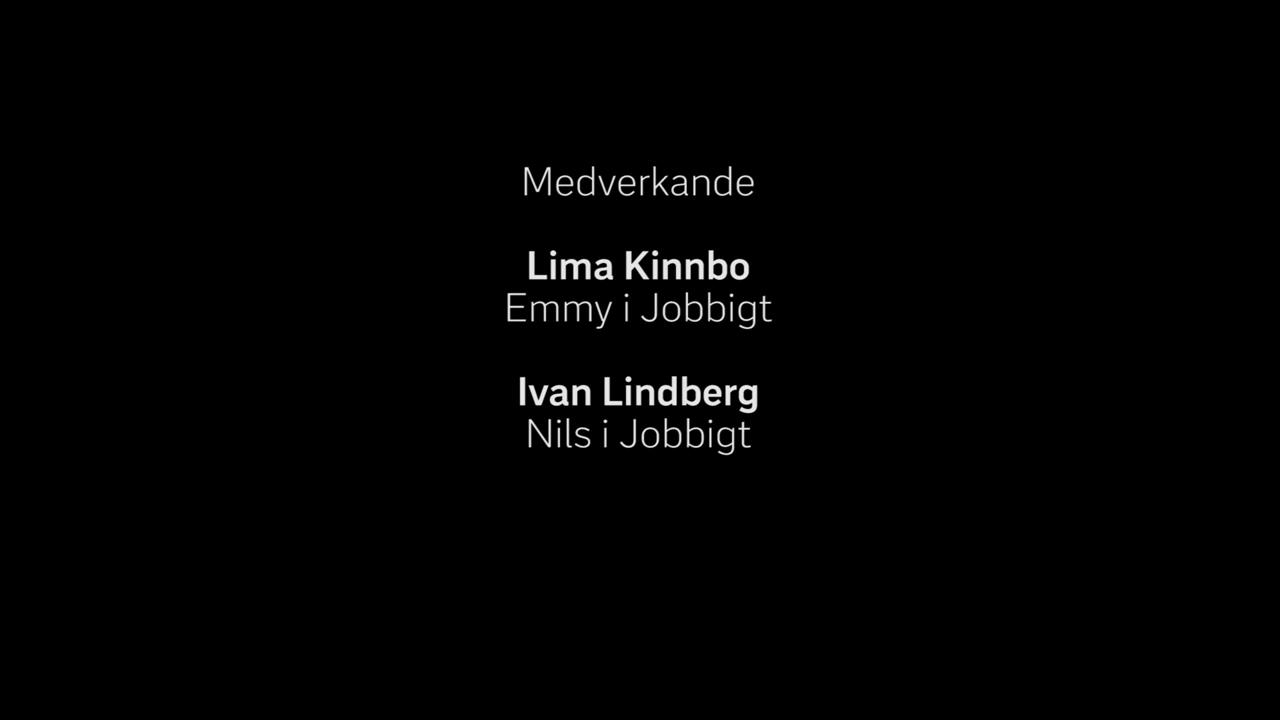 Medverkande
Lima Kinnbo
Emmy i Jobbigt
Ivan Lindberg
Nils i Jobbigt